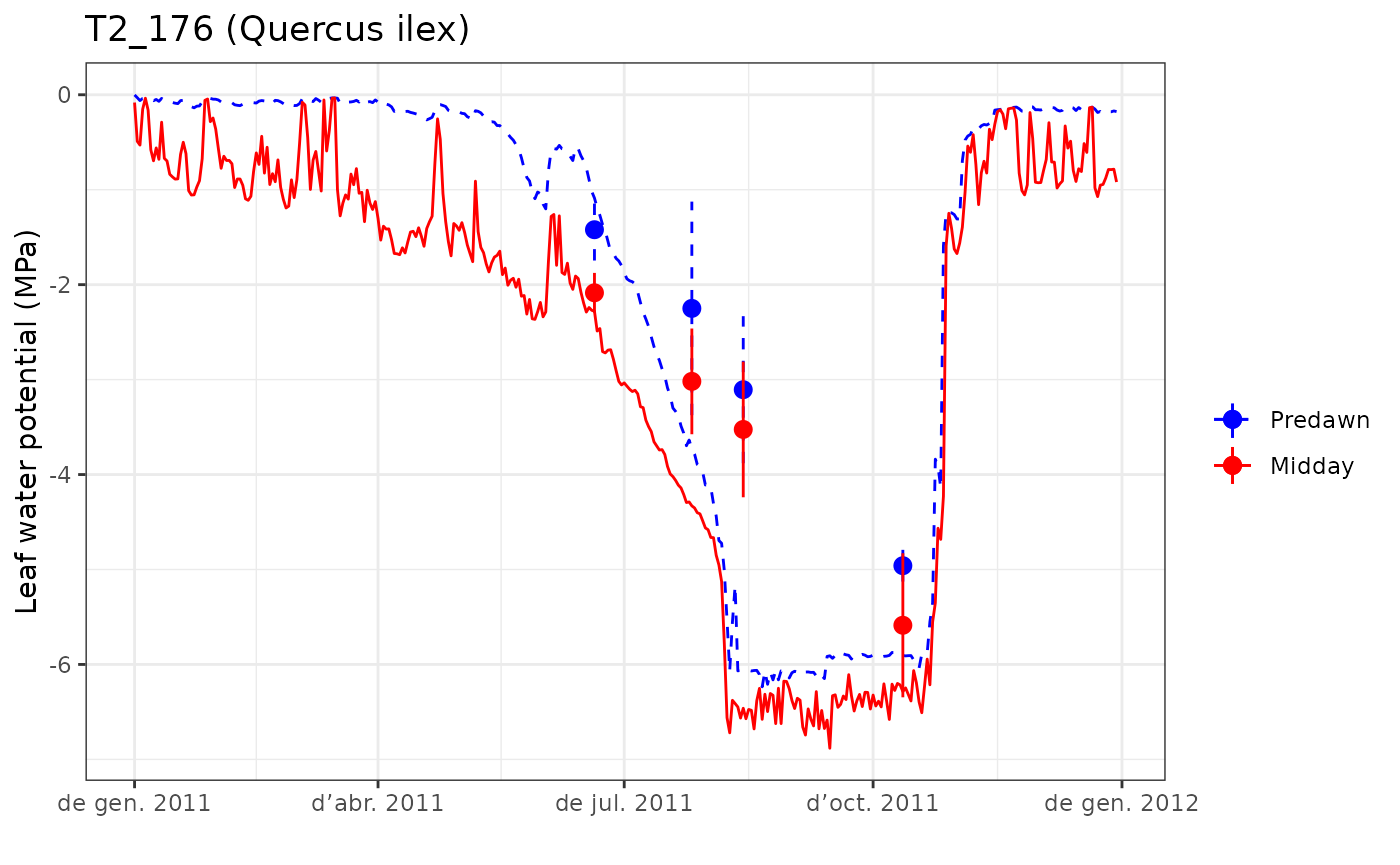 T2_176 (Quercus ilex)
Leaf water potential (MPa)
0
-2
-4
-6
de gen. 2011
d’abr. 2011
de jul. 2011
d’oct. 2011
de gen. 2012
Predawn
Midday